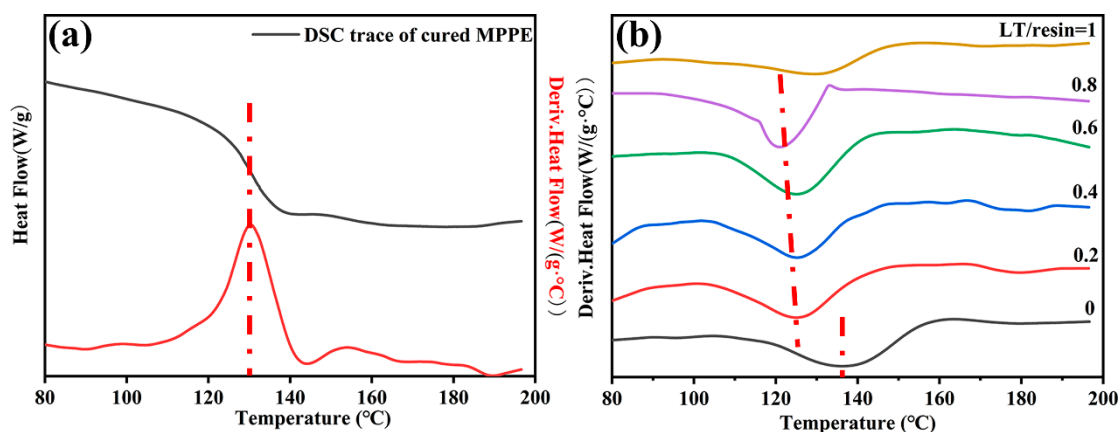 (a)
DSC trace of cured MPPE
Heat Flow(W/g)
Deriv.Heat Flow(W/(g·°C))
80 100 120 140 160 180 200
Temperature (°C)
(b)
LT/resin=1
0.8
0.6
0.4
0.2
0
Deriv.Heat Flow(W/(g·°C))
80 100 120 140 160 180 200
Temperature (°C)